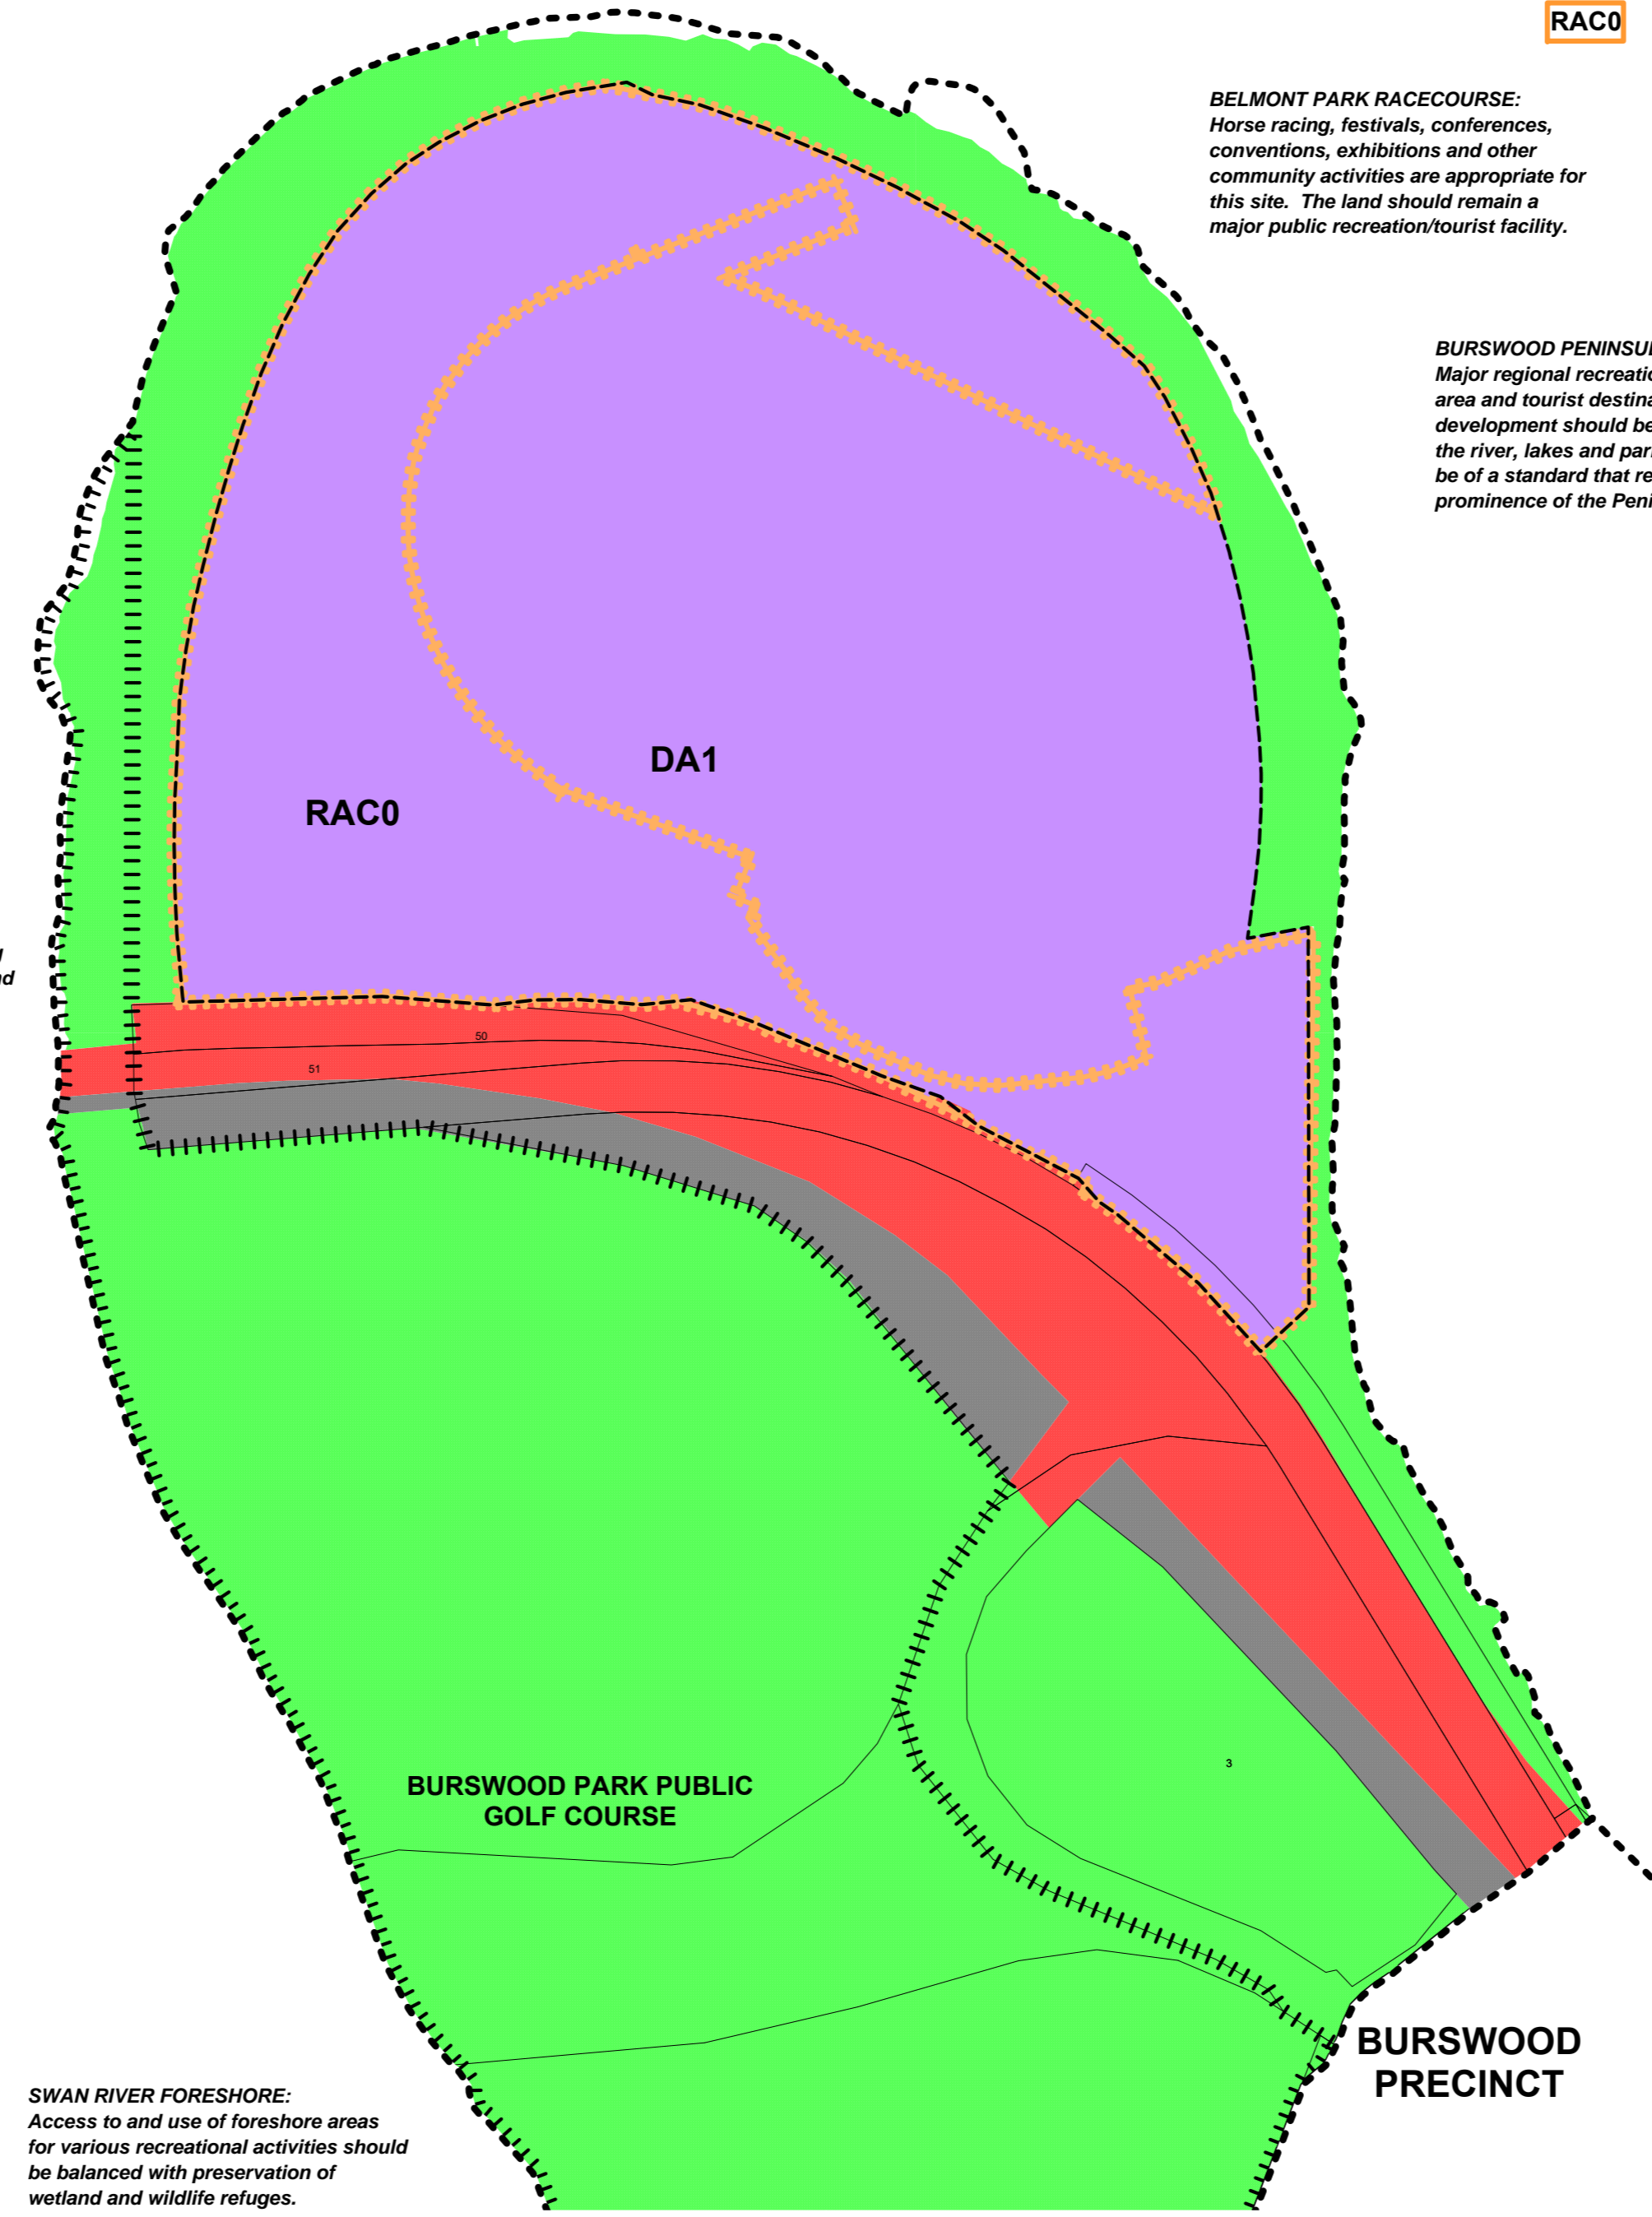 RAC0
BELMONT PARK RACECOURSE:
Horse racing, festivals, conferences,
conventions, exhibitions and other
community activities are appropriate for
this site. The land should remain a
major public recreation/tourist facility.
BURSWOOD PENINSU
Major regional recreatio
area and tourist destina
development should be
the river, lakes and par
be of a standard that re
prominence of the Peni
DA1
RAC0
50
51
3
BURSWOOD PARK PUBLIC
GOLF COURSE
BURSWOOD
PRECINCT
SWAN RIVER FORESHORE:
Access to and use of foreshore areas
for various recreational activities should
be balanced with preservation of
wetland and wildlife refuges.